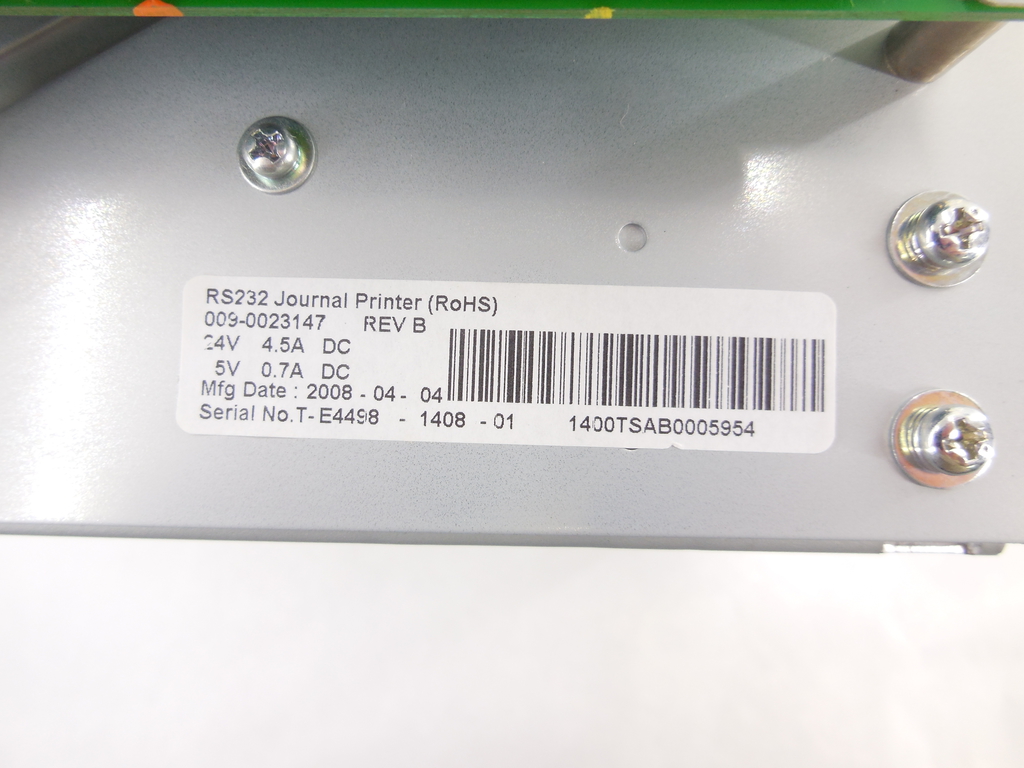 RS232 Journal Printer (RoHS)
009-0023147 REV B
24V 4.5A DC
5V 0.7A DC
Mfg Date : 2008 - 04 - 04
Serial No.T-E4498 - 1408 - 01 1400TSAB0005954